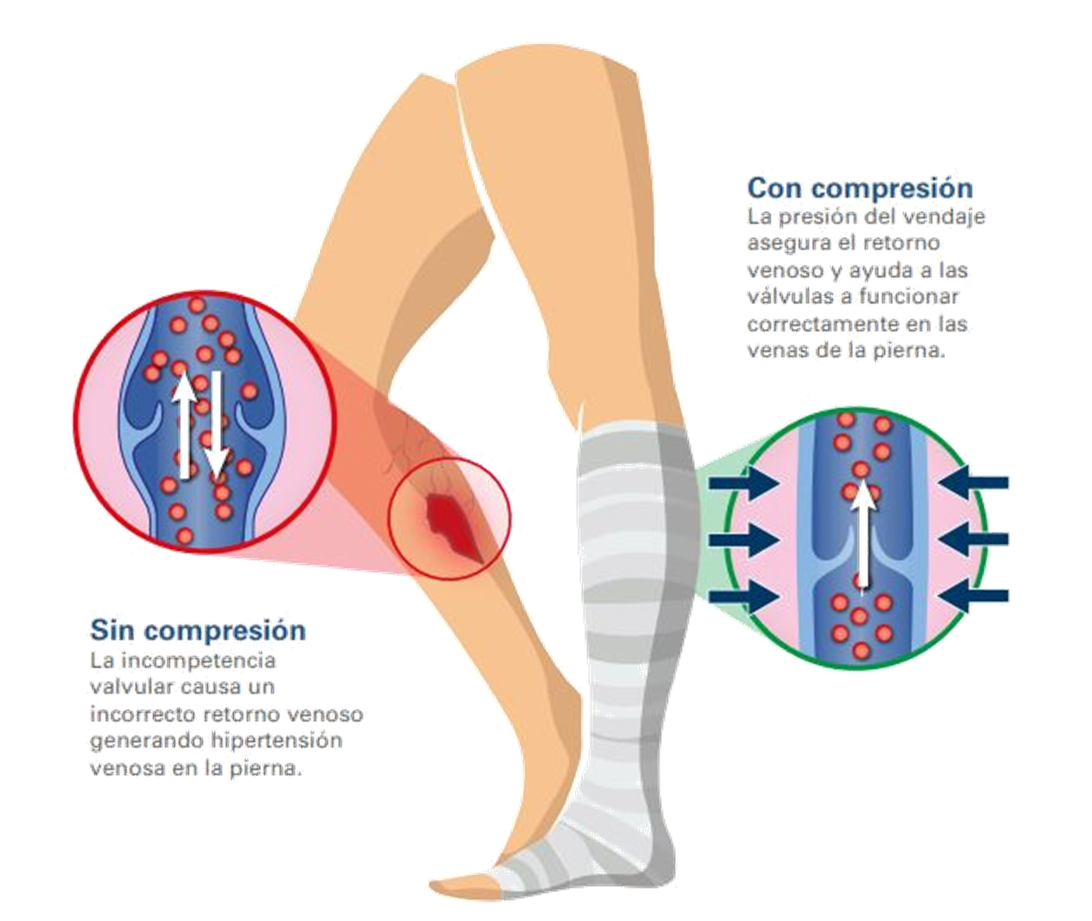 Con compresión
La presión del vendaje
asegura el retorno
venoso y ayuda a las
válvulas a funcionar
correctamente en las
venas de la pierna.
Sin compresión
La incompetencia
valvular causa un
incorrecto retorno venoso
generando hipertensión
venosa en la pierna.